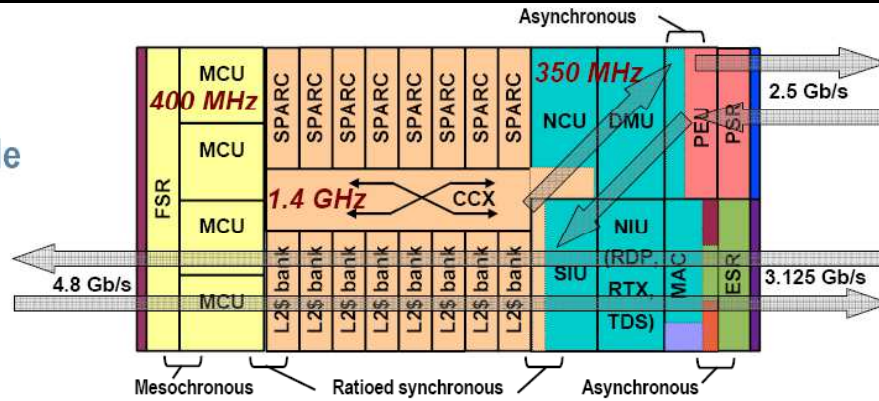 Asynchronous
MCU
400 MHz
MCU
MCU
MCU
FSR
SPARC
SPARC
SPARC
SPARC
SPARC
SPARC
SPARC
SPARC
350 MHz
NCU
DMU
PEU
PSR
2.5 Gb/s
1.4 GHz
CCX
L2$ bank
L2$ bank
L2$ bank
L2$ bank
L2$ bank
L2$ bank
L2$ bank
L2$ bank
SIU
NIU
(RDP,
RTX,
TDS)
MAC
ESR
4.8 Gb/s
3.125 Gb/s
Mesochronous
Ratioed synchronous
Asynchronous